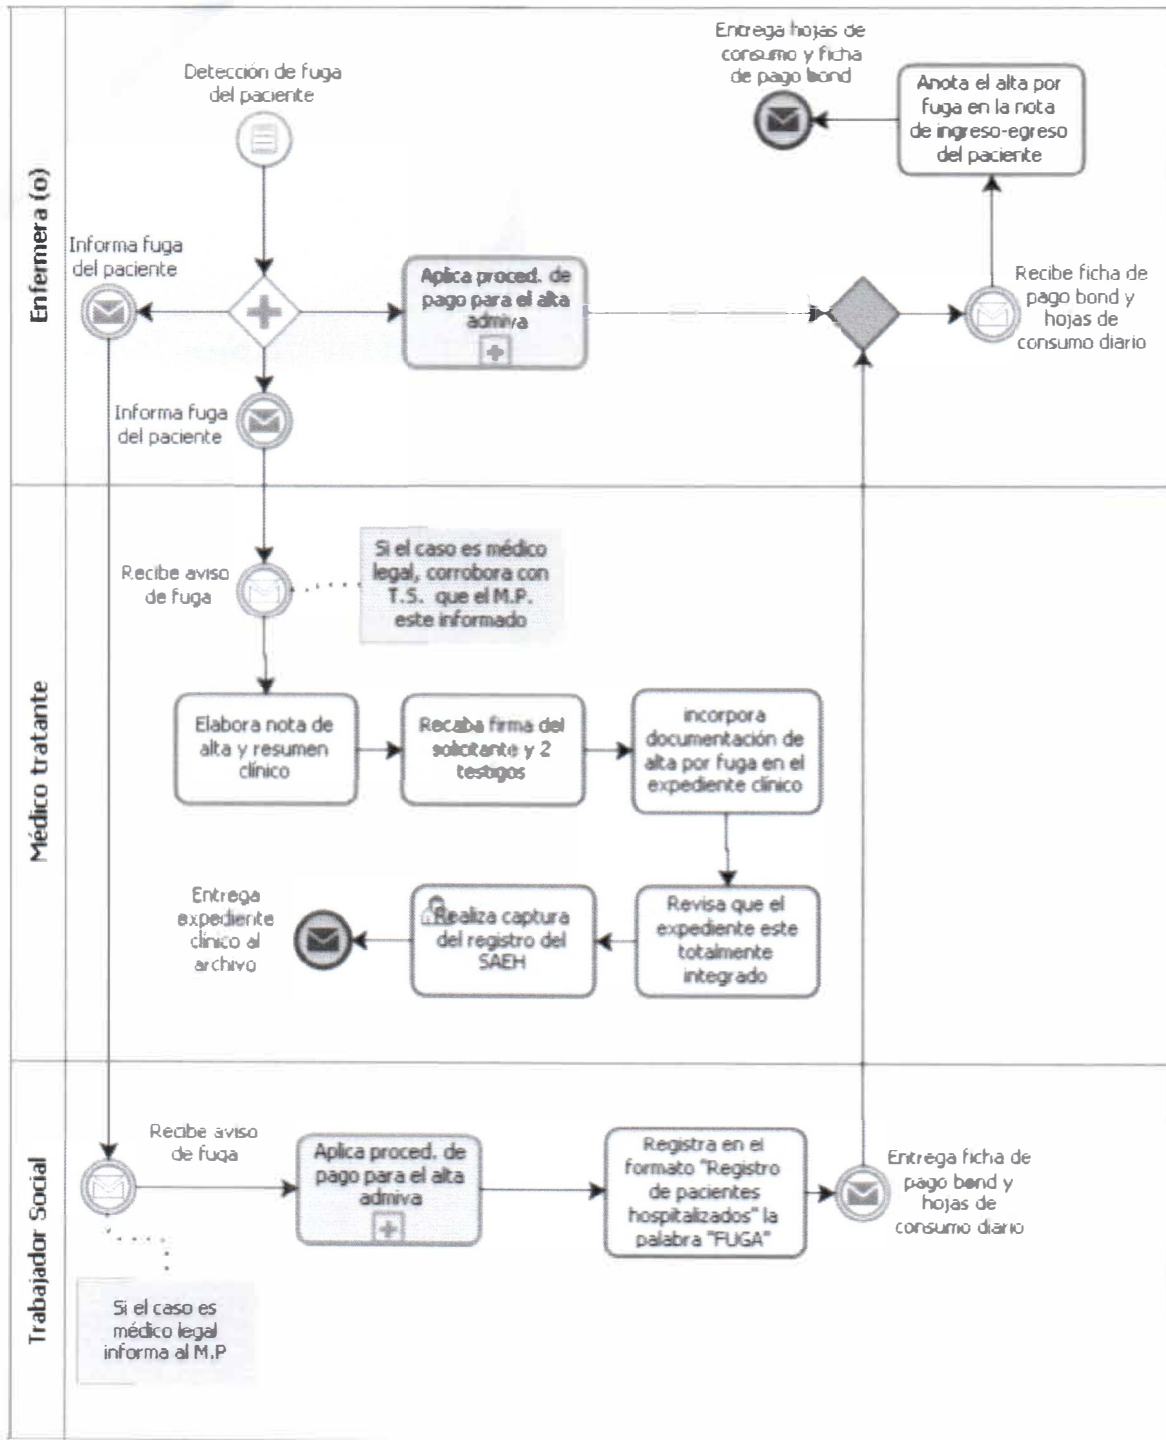 Enfermera (o)
Detección de fuga
del paciente
Entrega hojas de
consumo y ficha
de pago bond
Anota el alta por
fuga en la nota
de ingreso-egreso
del paciente
Informa fuga
del paciente
Aplica proced. de
pago para el alta
admiva
Recibe ficha de
pago bond y
hojas de
consumo diario
Informa fuga
del paciente
Médico tratante
Recibe aviso
de fuga
Si el caso es médico
legal, corrobora con
T.S. que el M.P.
este informado
Elabora nota de
alta y resumen
clínico
Recaba firma del
solicitante y 2
testigos
incorpora
documentación de
alta por fuga en el
expediente clínico
Entrega
expediente
clínico al
archivo
Realiza captura
del registro del
SAEH
Revisa que el
expediente este
totalmente
integrado
Trabajador Social
Recibe aviso
de fuga
Aplica proced. de
pago para el alta
admiva
Registra en el
formato "Registro
de pacientes
hospitalizados" la
palabra "FUGA"
Entrega ficha de
pago bond y
hojas de
consumo diario
Si el caso es
médico legal
informa al M.P